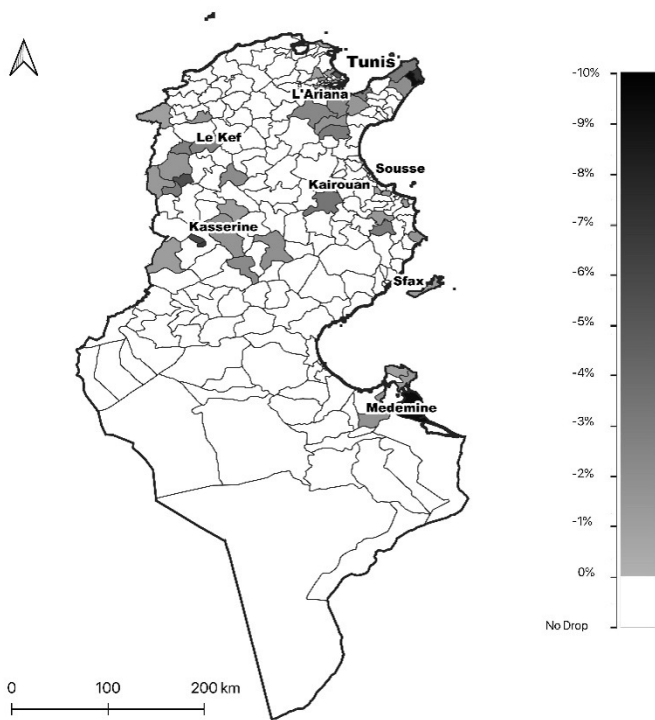 Tunis
L'Ariana
Le Kef
Sousse
Kairouan
Kasserine
Sfax
Medemine
-10%
-9%
-8%
-7%
-6%
-5%
-4%
-3%
-2%
-1%
0%
No Drop
0 100 200 km